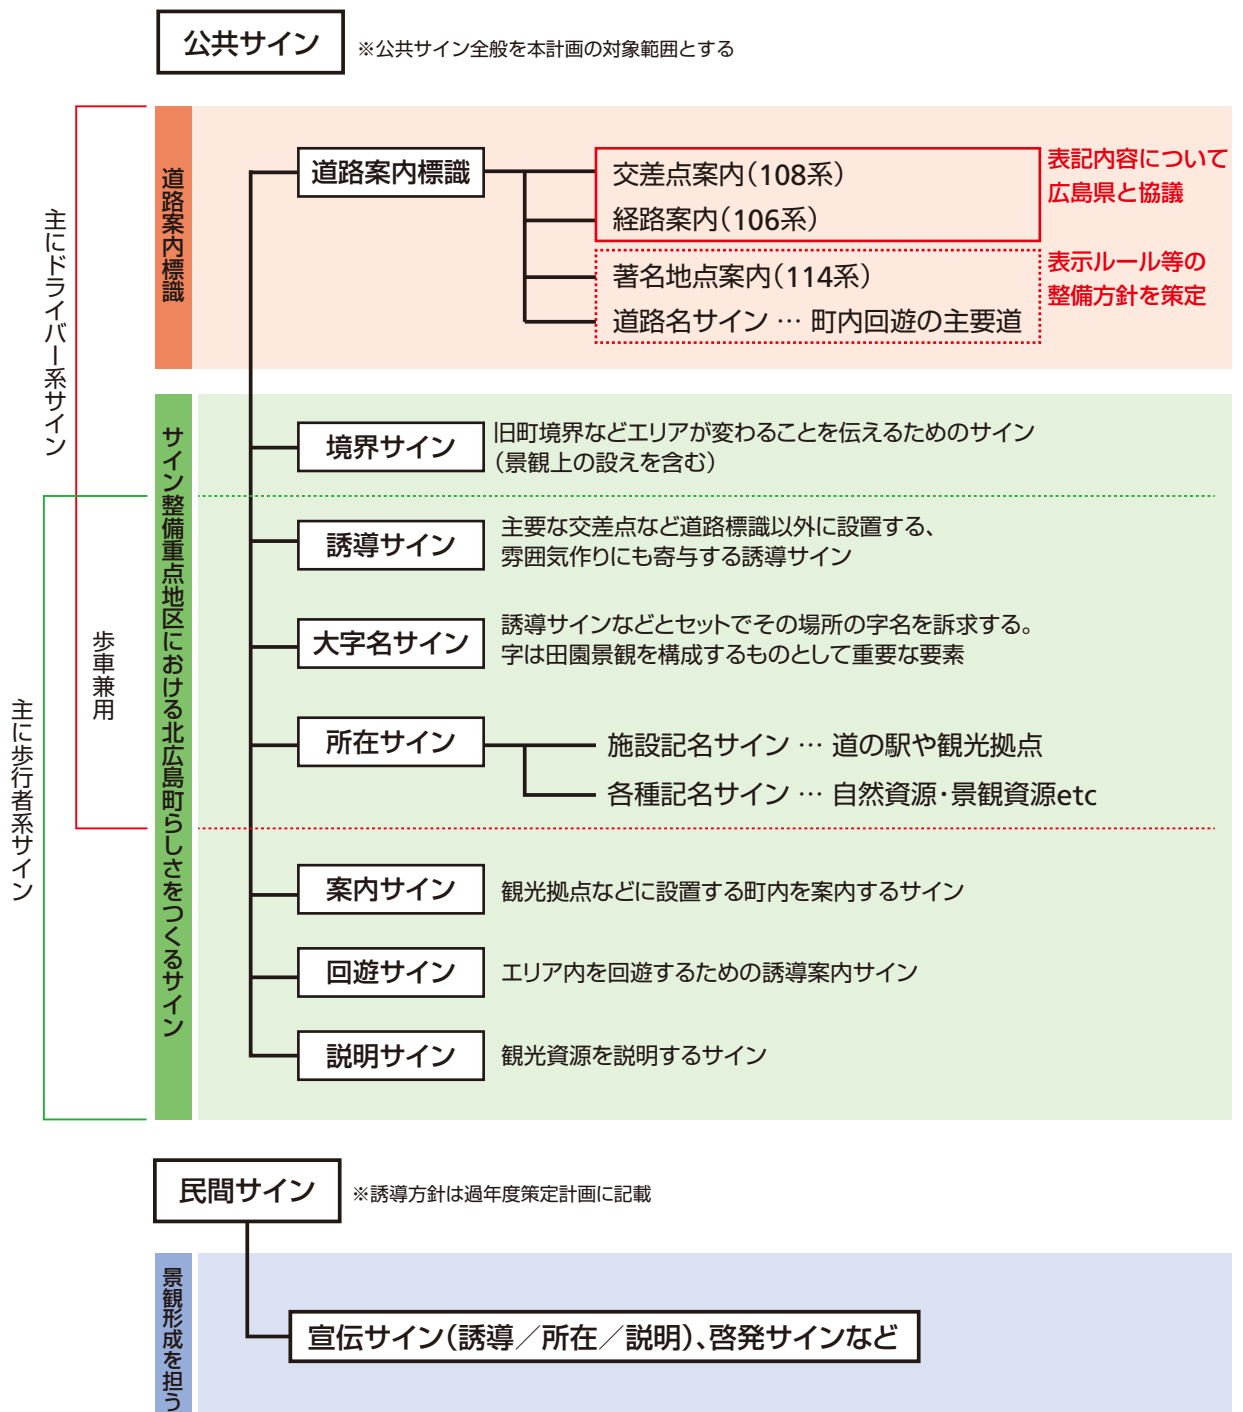 公共サイン
※公共サイン全般を本計画の対象範囲とする
主にドライバー系サイン
歩車兼用
主に歩行者系サイン
道路案内標識
道路案内標識
交差点案内（108系）
経路案内（106系）
表記内容について
広島県と協議
著名地点案内（114系）
道路名サイン … 町内回遊の主要道
表示ルール等の
整備方針を策定
サイン整備重点地区における北広島町らしさをつくるサイン
境界サイン
旧町境界などエリアが変わることを伝えるためのサイン
（景観上の設えを含む）
誘導サイン
主要な交差点など道路標識以外に設置する、
雰囲気作りにも寄与する誘導サイン
大字名サイン
誘導サインなどとセットでその場所の字名を訴求する。
字は田園景観を構成するものとして重要な要素
所在サイン
施設記名サイン … 道の駅や観光拠点
各種記名サイン … 自然資源・景観資源etc
案内サイン
観光拠点などに設置する町内を案内するサイン
回遊サイン
エリア内を回遊するための誘導案内サイン
説明サイン
観光資源を説明するサイン
民間サイン
※誘導方針は過年度策定計画に記載
景観形成を担う
宣伝サイン（誘導／所在／説明）、啓発サインなど